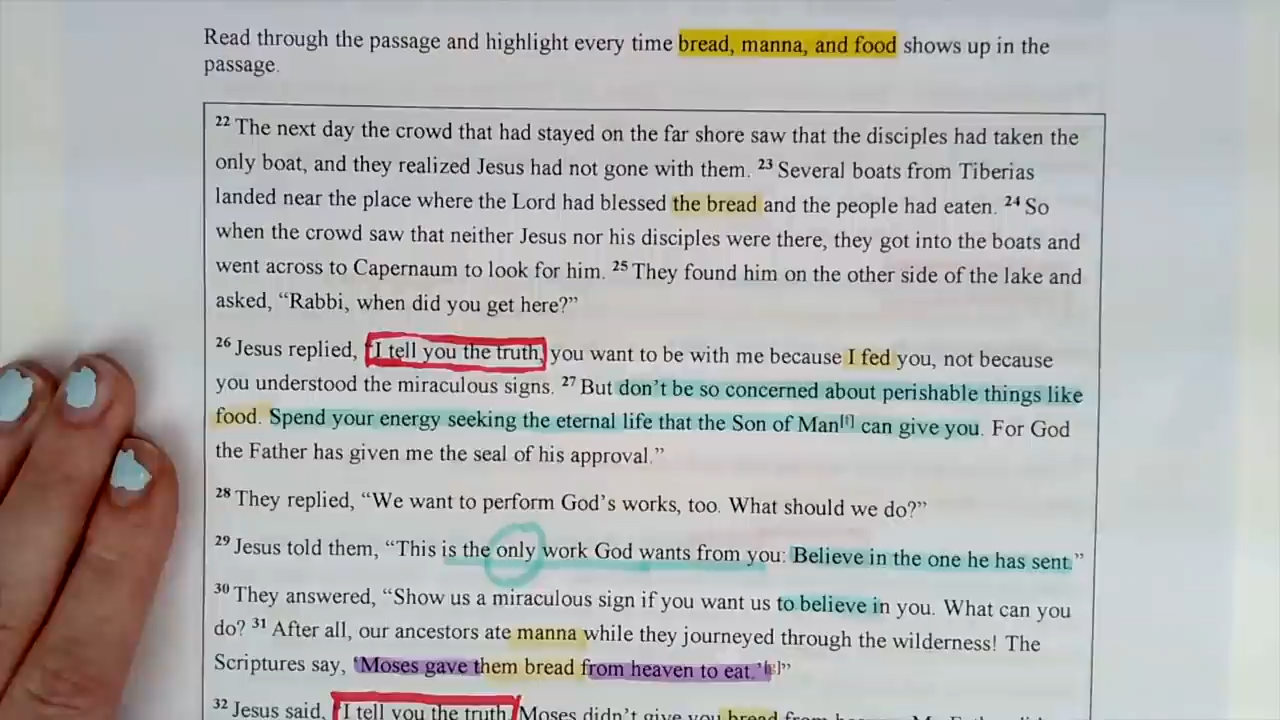 Read through the passage and highlight every time bread, manna, and food shows up in the
passage.
22 The next day the crowd that had stayed on the far shore saw that the disciples had taken the
only boat, and they realized Jesus had not gone with them. 23 Several boats from Tiberias
landed near the place where the Lord had blessed the bread and the people had eaten. 24 So
when the crowd saw that neither Jesus nor his disciples were there, they got into the boats and
went across to Capernaum to look for him. 25 They found him on the other side of the lake and
asked, “Rabbi, when did you get here?”
26 Jesus replied, “I tell you the truth, you want to be with me because I fed you, not because
you understood the miraculous signs. 27 But don’t be so concerned about perishable things like
food. Spend your energy seeking the eternal life that the Son of Man[f] can give you. For God
the Father has given me the seal of his approval.”
28 They replied, “We want to perform God’s works, too. What should we do?”
29 Jesus told them, “This is the only work God wants from you: Believe in the one he has sent.”
30 They answered, “Show us a miraculous sign if you want us to believe in you. What can you
do? 31 After all, our ancestors ate manna while they journeyed through the wilderness! The
Scriptures say, ‘Moses gave them bread from heaven to eat.’[g]”
32 Jesus said, “I tell you the truth, Moses didn’t give you bread from